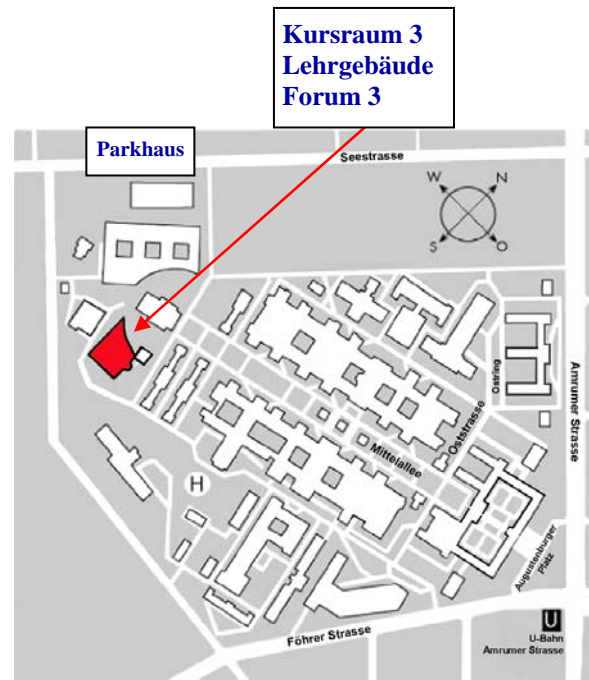 Kursraum 3
Lehrgebäude
Forum 3
Parkhaus
Seestrasse
W
N
S
O
Ostring
Amrumer Strasse
Oststrasse
Mittelallee
H
Augustenburger
Platz
Föhrer Strasse
U
U-Bahn
Amrumer Strasse